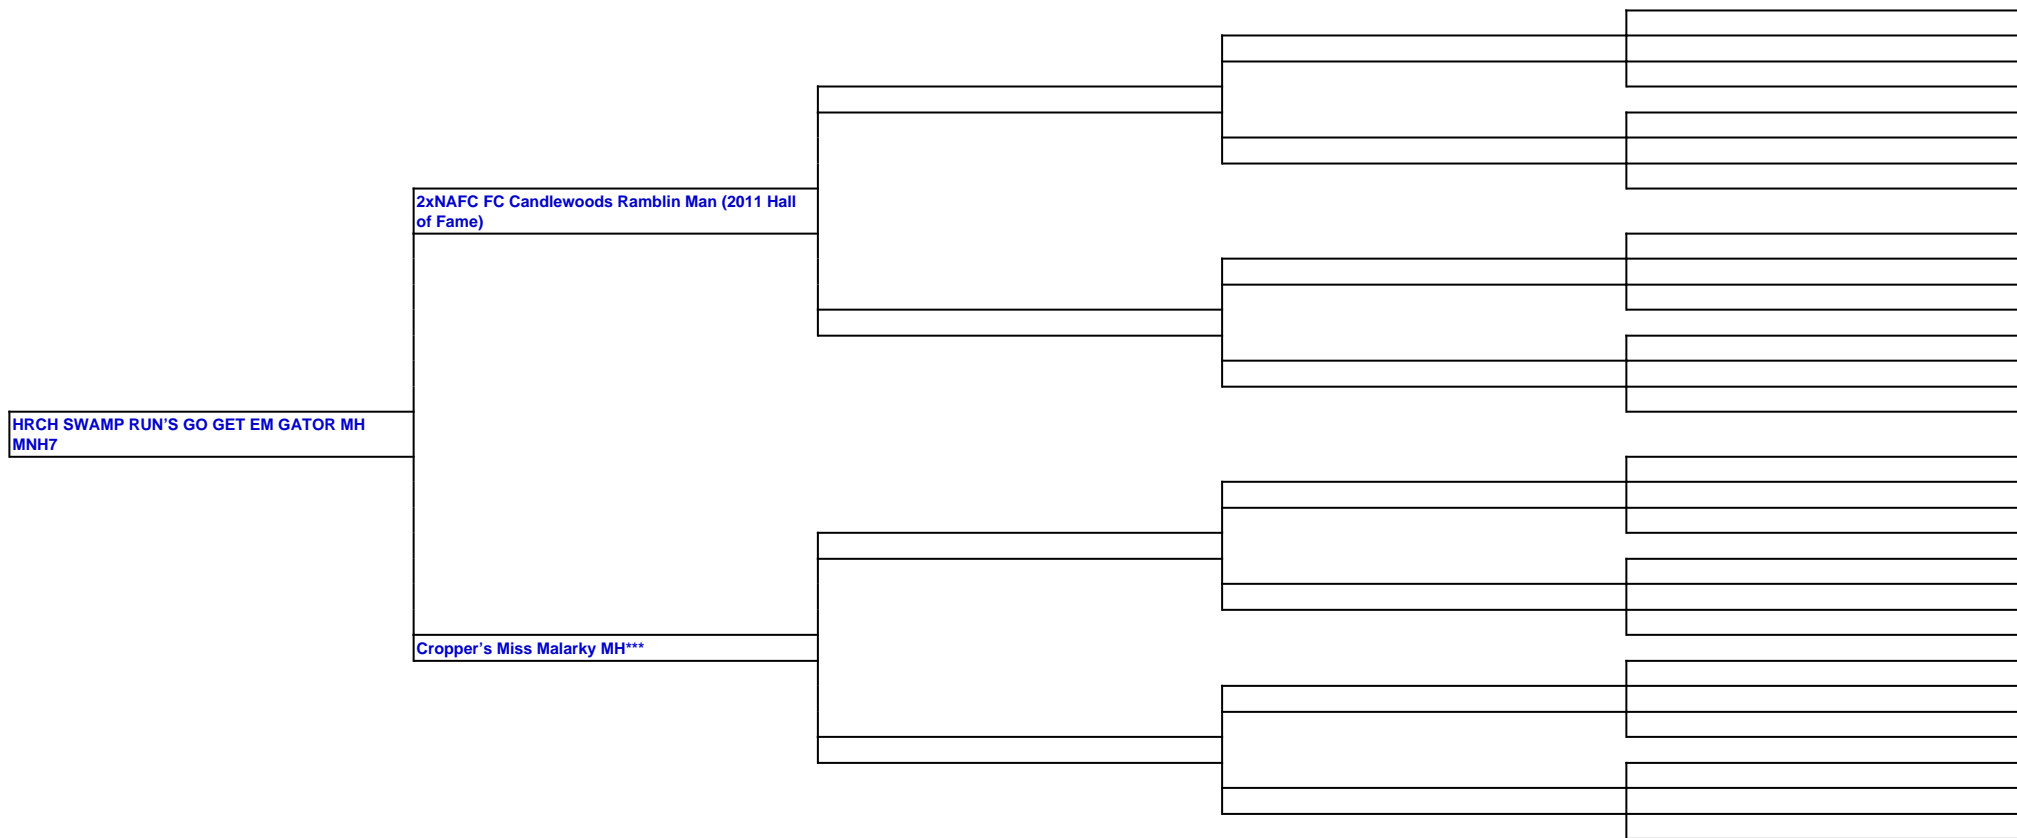 2xNAFC FC Candlewoods Ramblin Man (2011 Hall
of Fame)
HRCH SWAMP RUN’S GO GET EM GATOR MH
MNH7
Cropper’s Miss Malarky MH***